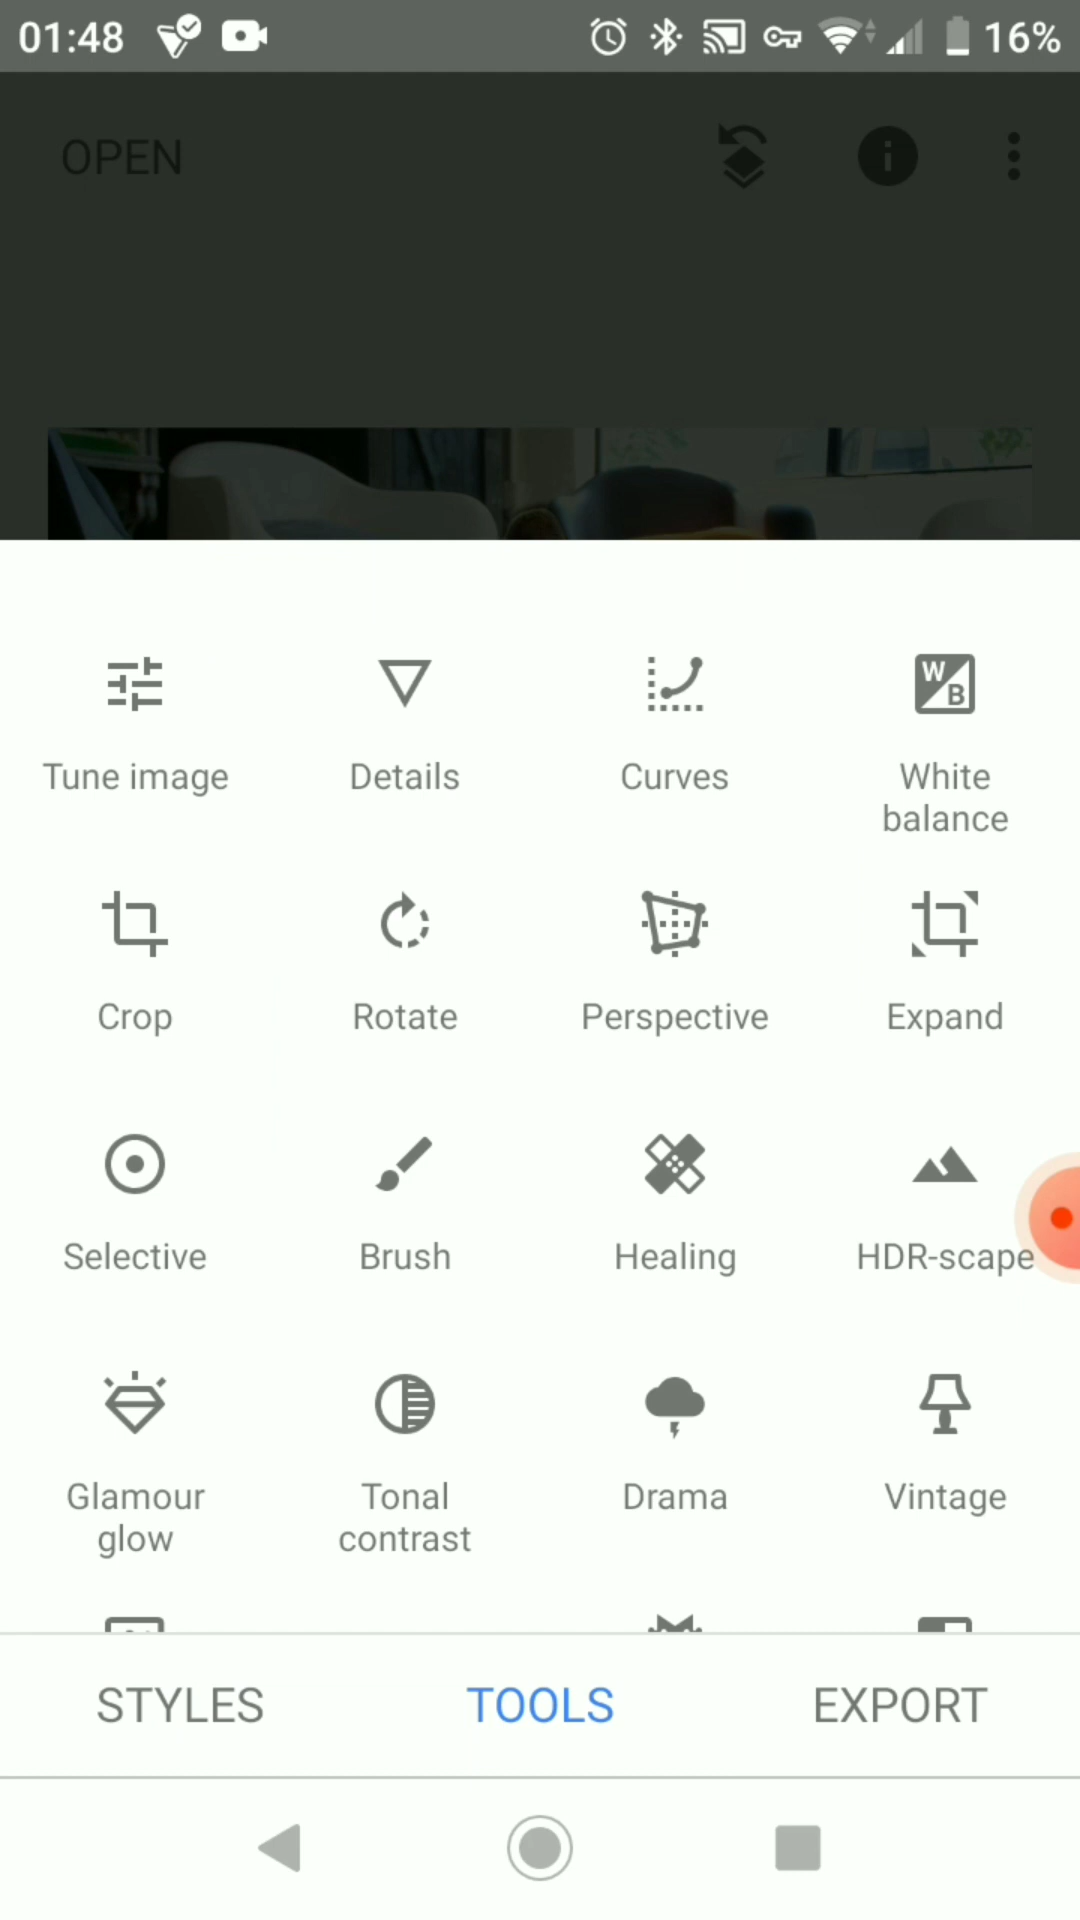 01:48 16%
OPEN
Tune image Details Curves White
balance
Crop Rotate Perspective Expand
Selective Brush Healing HDR-scape
Glamour Tonal Drama Vintage
glow contrast
STYLES TOOLS EXPORT